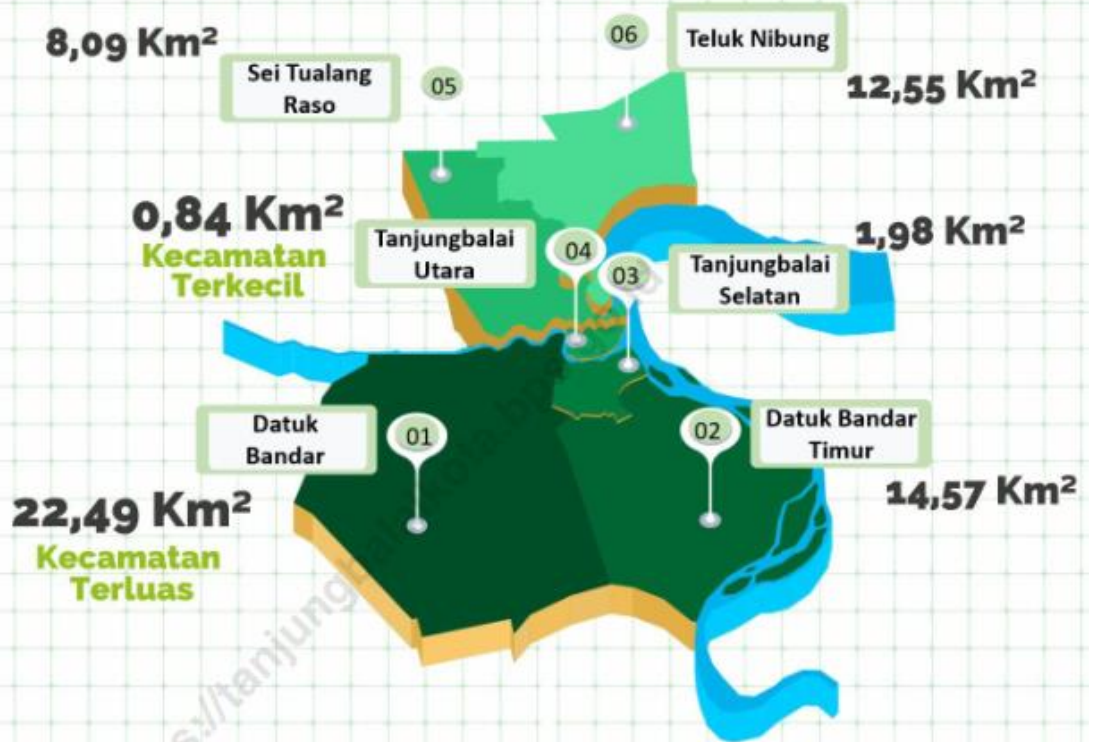 8,09 Km²
Sei Tualang
Raso
05
06
Teluk Nibung
12,55 Km²
0,84 Km²
Kecamatan
Terkecil
Tanjungbalai
Utara
04
03
Tanjungbalai
Selatan
1,98 Km²
Datuk
Bandar
01
02
Datuk Bandar
Timur
22,49 Km²
Kecamatan
Terluas
14,57 Km²